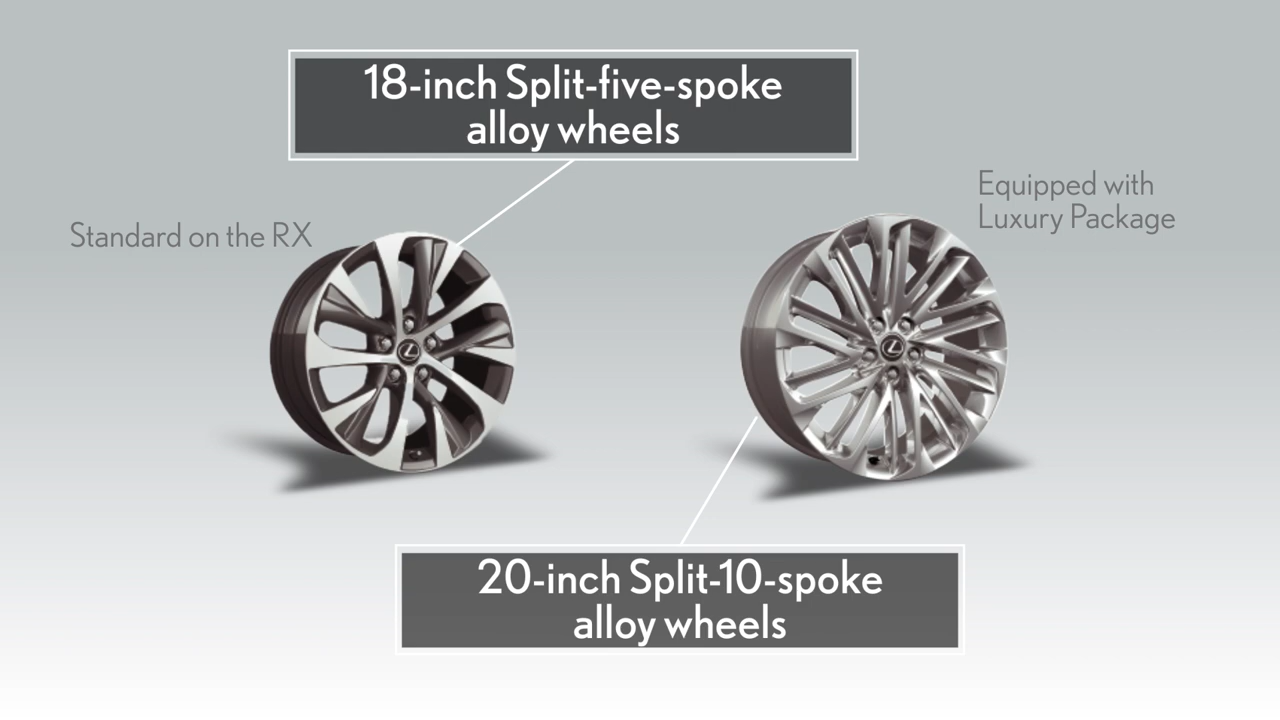 18-inch Split-five-spoke
alloy wheels
Equipped with
Luxury Package
Standard on the RX
20-inch Split-10-spoke
alloy wheels